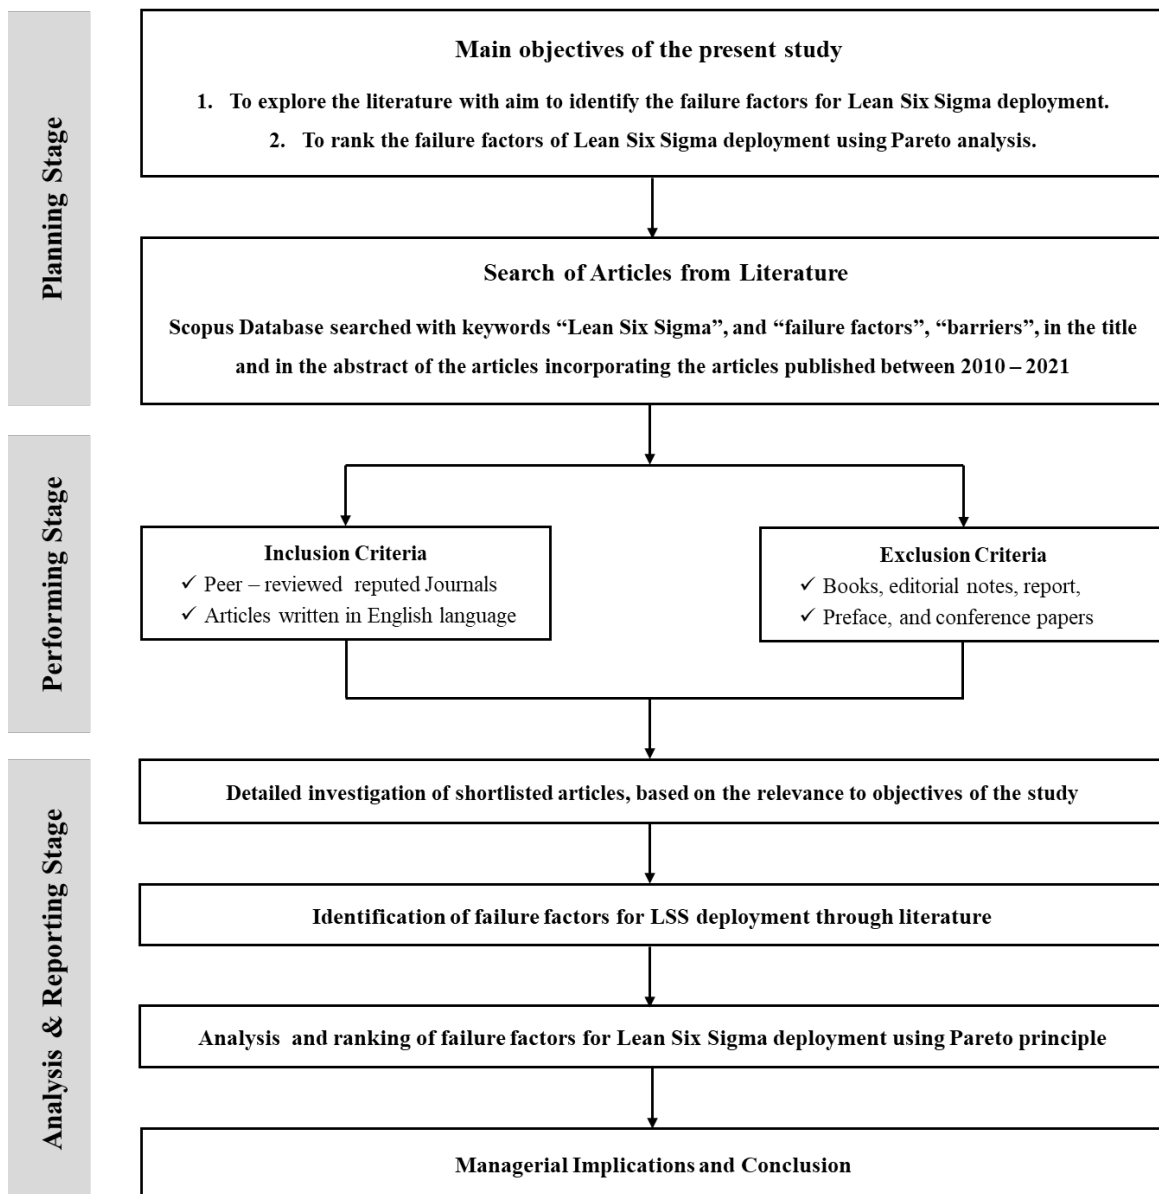 Planning Stage
Main objectives of the present study
1. To explore the literature with aim to identify the failure factors for Lean Six Sigma deployment.
2. To rank the failure factors of Lean Six Sigma deployment using Pareto analysis.
Search of Articles from Literature
Scopus Database searched with keywords “Lean Six Sigma”, and “failure factors”, “barriers”, in the title
and in the abstract of the articles incorporating the articles published between 2010 – 2021
Performing Stage
Inclusion Criteria
✓ Peer – reviewed reputed Journals
✓ Articles written in English language
Exclusion Criteria
✓ Books, editorial notes, report,
✓ Preface, and conference papers
Analysis & Reporting Stage
Detailed investigation of shortlisted articles, based on the relevance to objectives of the study
Identification of failure factors for LSS deployment through literature
Analysis and ranking of failure factors for Lean Six Sigma deployment using Pareto principle
Managerial Implications and Conclusion